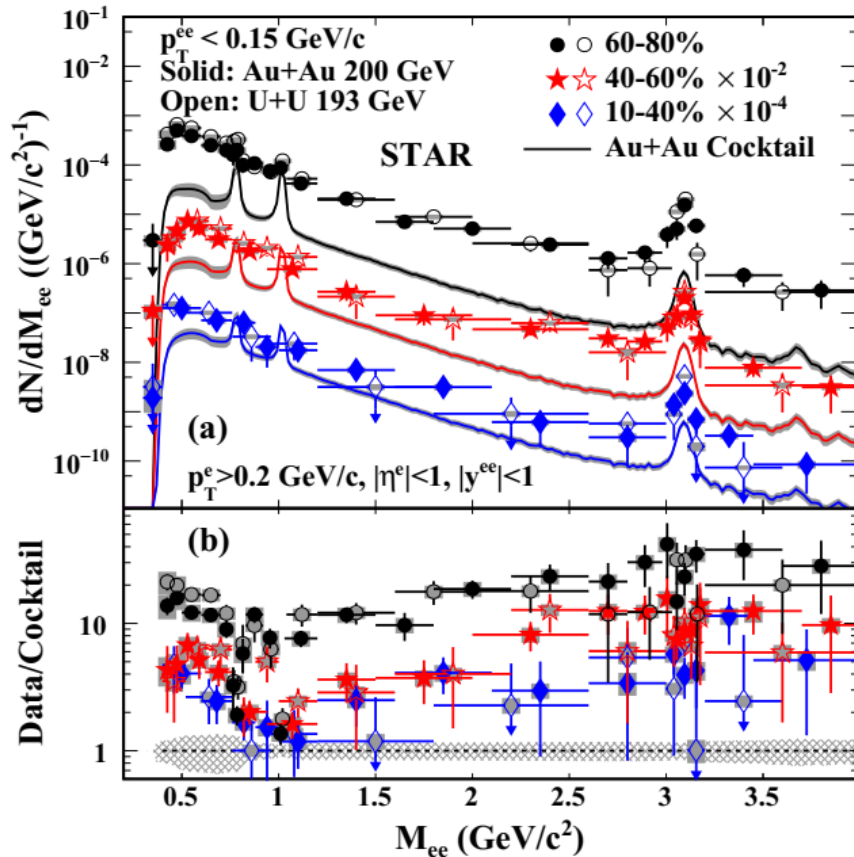 10⁻¹
10⁻²
10⁻⁴
10⁻⁶
10⁻⁸
10⁻¹⁰
dN/dM_ee ((GeV/c²)⁻¹)
p_T^ee < 0.15 GeV/c
Solid: Au+Au 200 GeV
Open: U+U 193 GeV
STAR
60-80%
40-60% × 10⁻²
10-40% × 10⁻⁴
Au+Au Cocktail
(a)
p_T^e>0.2 GeV/c, |η^e|<1, |y^ee|<1
(b)
Data/Cocktail
10
1
0.5 1 1.5 2 2.5 3 3.5
M_ee (GeV/c²)